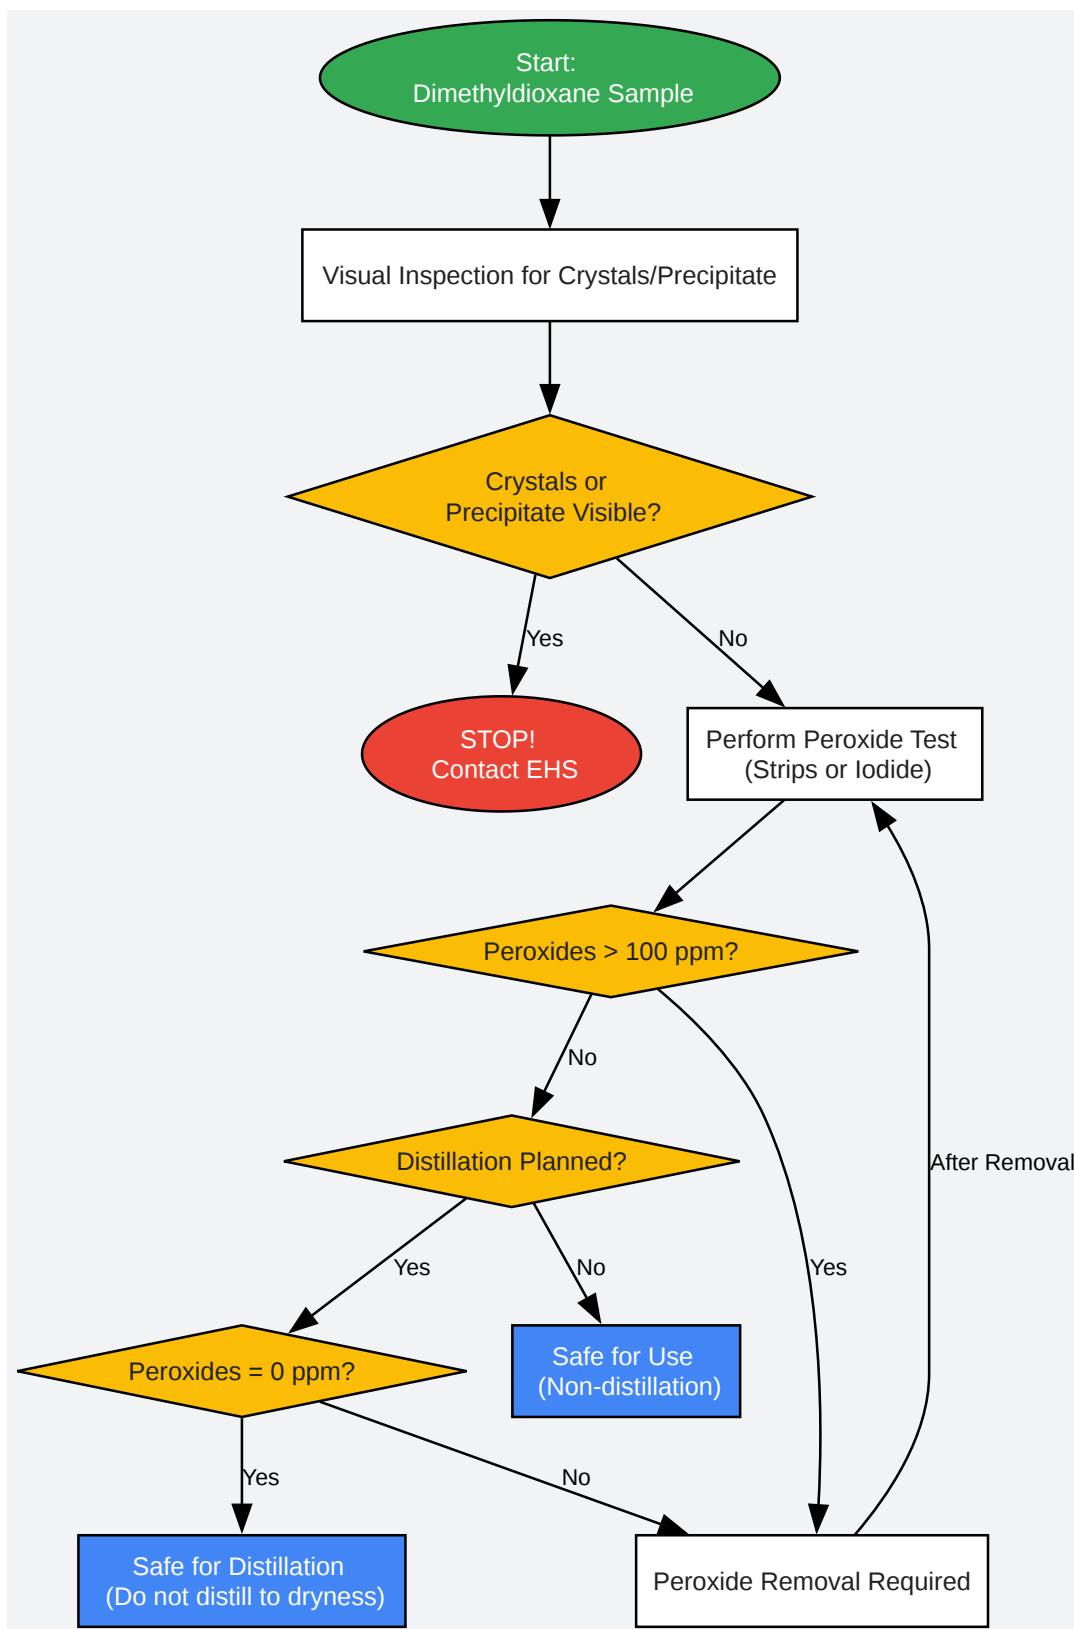 Start:
Dimethyldioxane Sample
Visual Inspection for Crystals/Precipitate
Crystals or
Precipitate Visible?
Yes
No
STOP!
Contact EHS
Perform Peroxide Test
(Strips or Iodide)
Peroxides > 100 ppm?
No
Distillation Planned?
After Removal
Yes
No
Yes
Peroxides = 0 ppm?
Safe for Use
(Non-distillation)
Yes
No
Safe for Distillation
(Do not distill to dryness)
Peroxide Removal Required